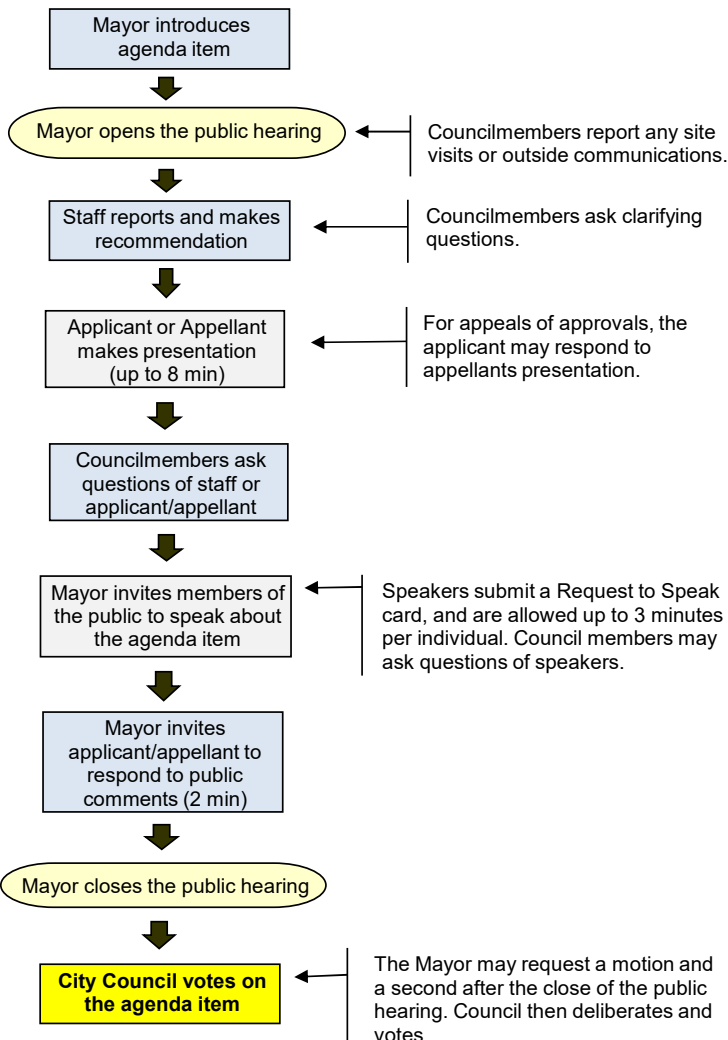 Mayor introduces
agenda item
Mayor opens the public hearing
Councilmembers report any site
visits or outside communications.
Staff reports and makes
recommendation
Councilmembers ask clarifying
questions.
Applicant or Appellant
makes presentation
(up to 8 min)
For appeals of approvals, the
applicant may respond to
appellants presentation.
Councilmembers ask
questions of staff or
applicant/appellant
Mayor invites members of
the public to speak about
the agenda item
Speakers submit a Request to Speak
card, and are allowed up to 3 minutes
per individual. Council members may
ask questions of speakers.
Mayor invites
applicant/appellant to
respond to public
comments (2 min)
Mayor closes the public hearing
City Council votes on
the agenda item
The Mayor may request a motion and
a second after the close of the public
hearing. Council then deliberates and
votes